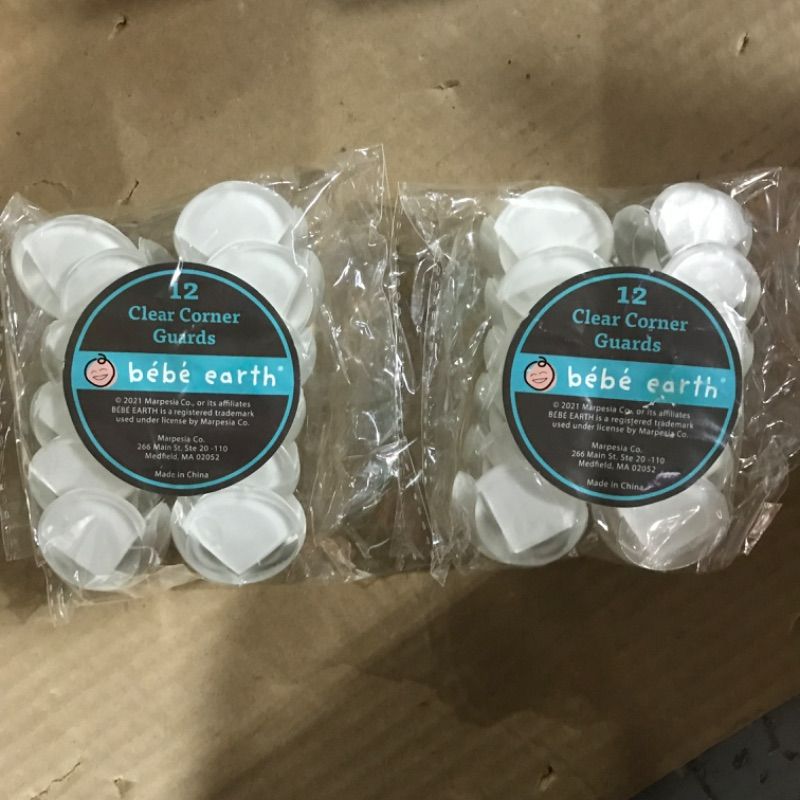 12
Clear Corner
Guards
bébé earth®
© 2021 Marpesia Co., or its affiliates
BÉBÉ EARTH is a registered trademark
used under license by Marpesia Co.
Marpesia Co.
266 Main St. Ste 20 -110
Medfield, MA 02052
Made in China
12
Clear Corner
Guards
bébé earth®
© 2021 Marpesia Co., or its affiliates
BÉBÉ EARTH is a registered trademark
used under license by Marpesia Co.
Marpesia Co.
266 Main St. Ste 20 -110
Medfield, MA 02052
Made in China